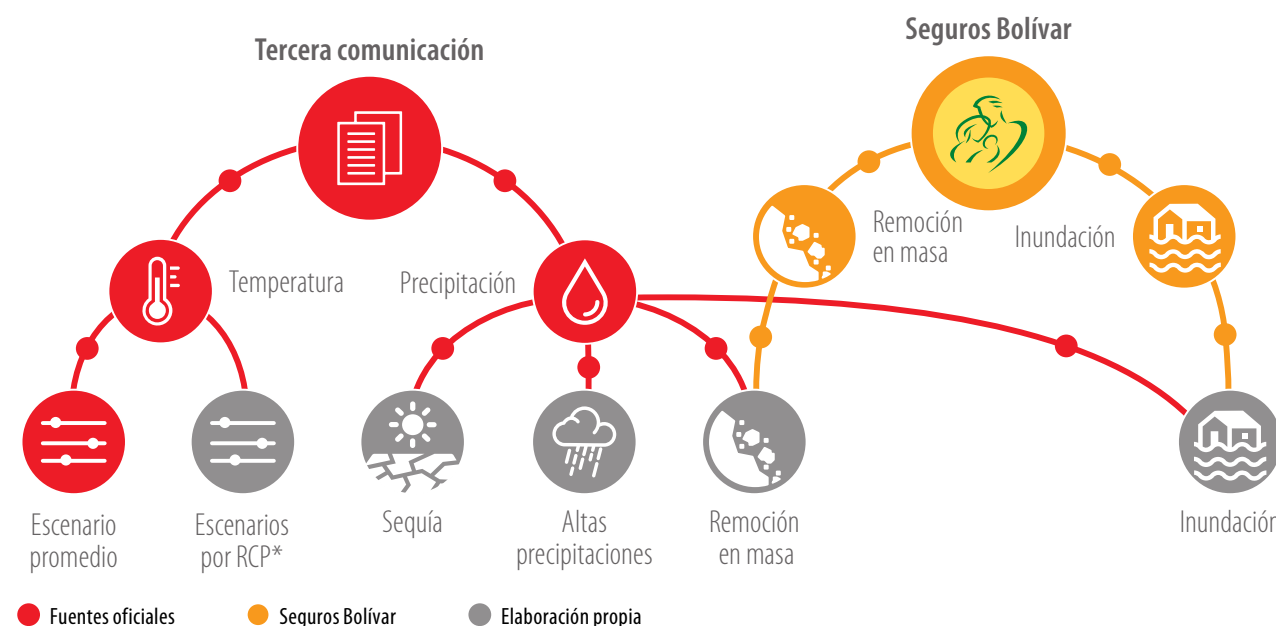 Tercera comunicación
Seguros Bolívar
Temperatura
Precipitación
Remoción
en masa
Inundación
Escenario
promedio
Escenarios
por RCP*
Sequía
Altas
precipitaciones
Remoción
en masa
Inundación
Fuentes oficiales
Seguros Bolívar
Elaboración propia